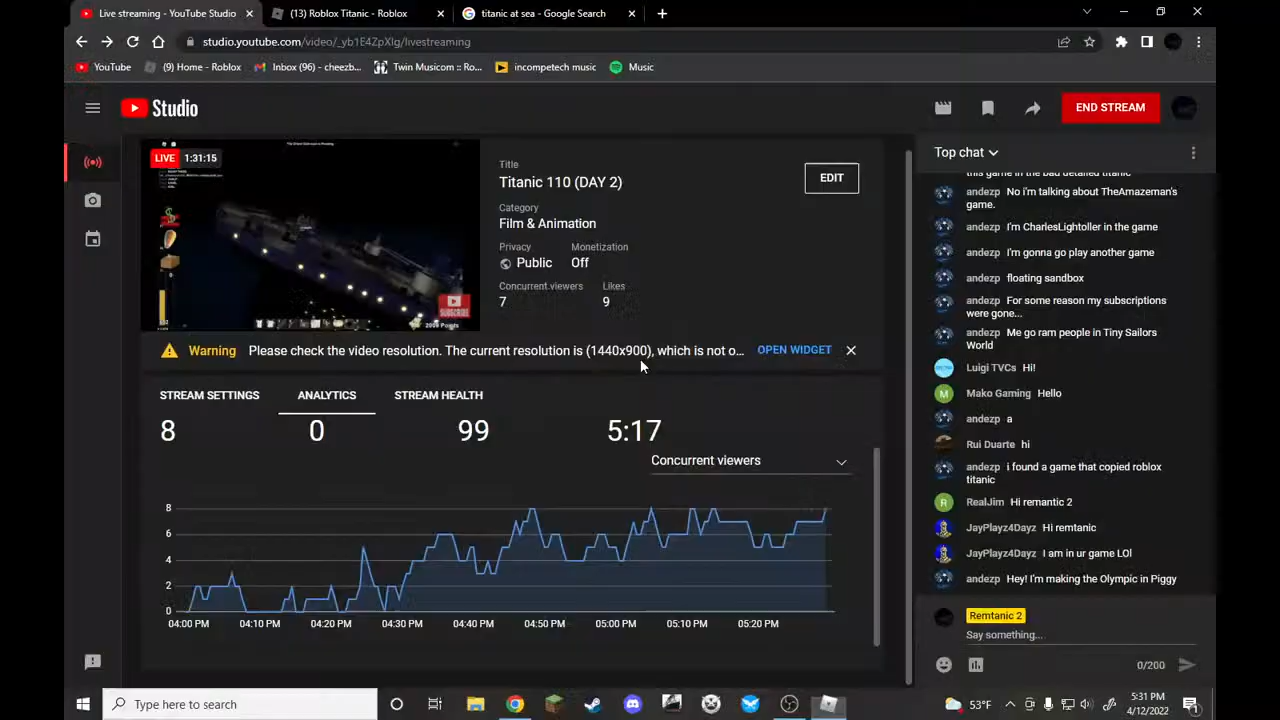 Live streaming - YouTube Studio
(13) Roblox Titanic - Roblox
titanic at sea - Google Search
studio.youtube.com/video/_yb1E4ZpXlg/livestreaming
YouTube
(9) Home - Roblox
Inbox (96) - cheezb...
Twin Musicom :: Ro...
incompetech music
Music
Studio
END STREAM
LIVE 1:31:15
SUBSCRIBE
2008 Points
Title
Titanic 110 (DAY 2)
EDIT
Category
Film & Animation
Privacy Monetization
Public Off
Concurrent viewers Likes
7 9
Warning Please check the video resolution. The current resolution is (1440x900), which is not o...
OPEN WIDGET
STREAM SETTINGS ANALYTICS STREAM HEALTH
8 0 99 5:17
Concurrent viewers
8
6
4
2
0
04:00 PM 04:10 PM 04:20 PM 04:30 PM 04:40 PM 04:50 PM 05:00 PM 05:10 PM 05:20 PM
Top chat
this game in the bad detailed titanic
andezp No i'm talking about TheAmazeman's
game.
andezp I'm CharlesLightoller in the game
andezp I'm gonna go play another game
andezp floating sandbox
andezp For some reason my subscriptions
were gone...
andezp Me go ram people in Tiny Sailors
World
Luigi TVCs Hi!
Mako Gaming Hello
andezp a
Rui Duarte hi
andezp i found a game that copied roblox
titanic
RealJim Hi remantic 2
JayPlayz4Dayz Hi remtanic
JayPlayz4Dayz I am in ur game LOl
andezp Hey! I'm making the Olympic in Piggy
Remtanic 2
Say something...
0/200
Type here to search
53°F
5:31 PM
4/12/2022